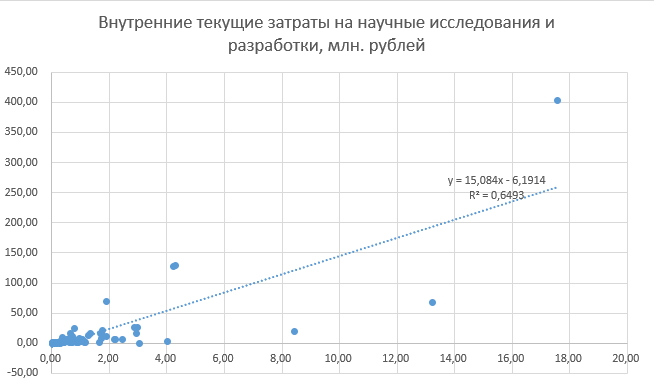 Внутренние текущие затраты на научные исследования и
разработки, млн. рублей
450,00
400,00
350,00
300,00
250,00
200,00
150,00
100,00
50,00
0,00
y = 15,084x - 6,1914
R² = 0,6493
0,00 2,00 4,00 6,00 8,00 10,00 12,00 14,00 16,00 18,00 20,00